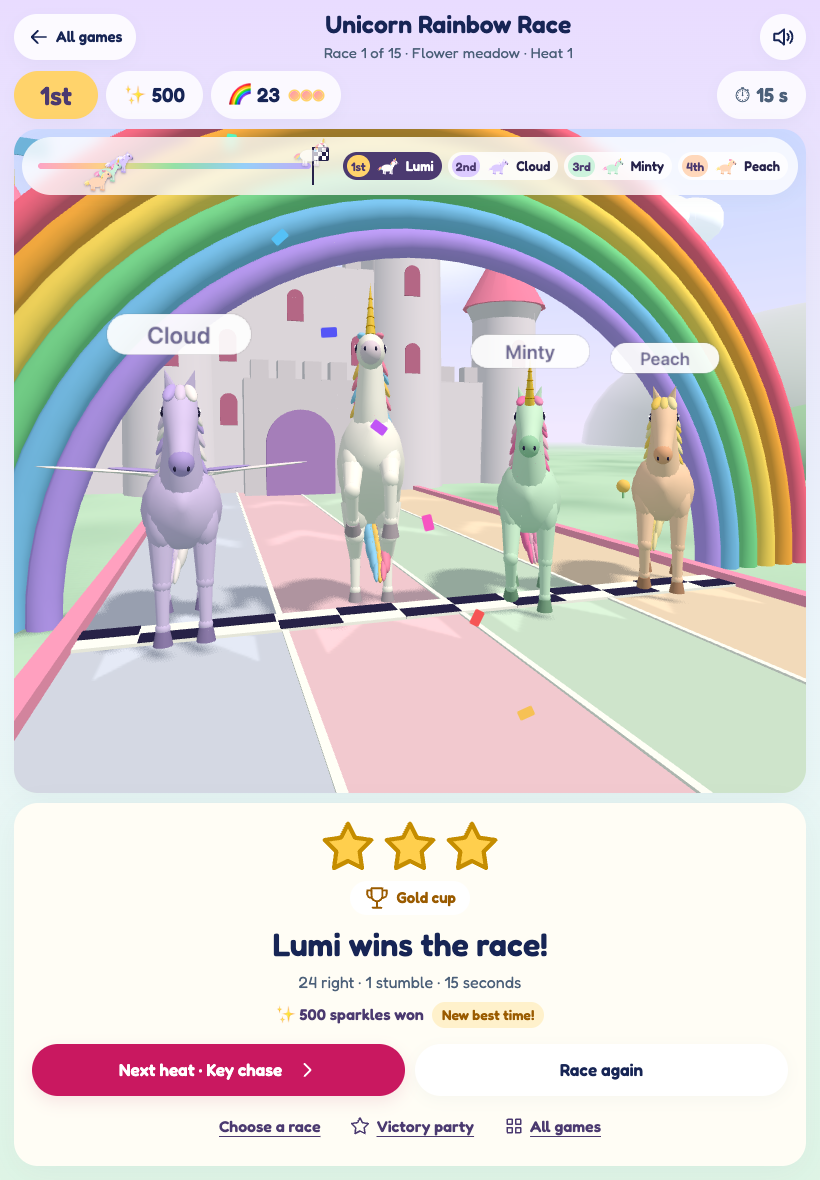 All games
Unicorn Rainbow Race
Race 1 of 15 · Flower meadow · Heat 1
1st
500
23
15 s
1st Lumi
2nd Cloud
3rd Minty
4th Peach
Cloud
Minty
Peach
Gold cup
Lumi wins the race!
24 right · 1 stumble · 15 seconds
500 sparkles won New best time!
Next heat · Key chase
Race again
Choose a race
Victory party
All games